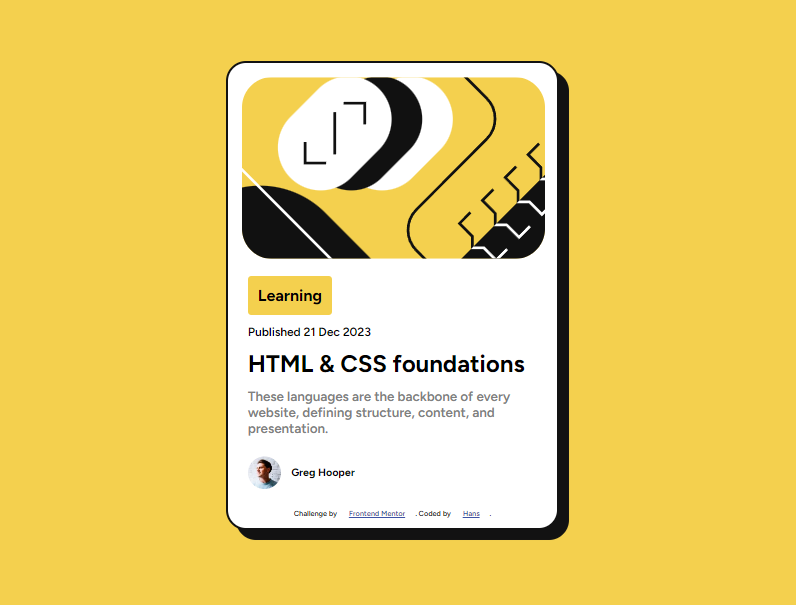 Learning
Published 21 Dec 2023
HTML & CSS foundations
These languages are the backbone of every
website, defining structure, content, and
presentation.
Greg Hooper
Challenge by Frontend Mentor . Coded by Hans .